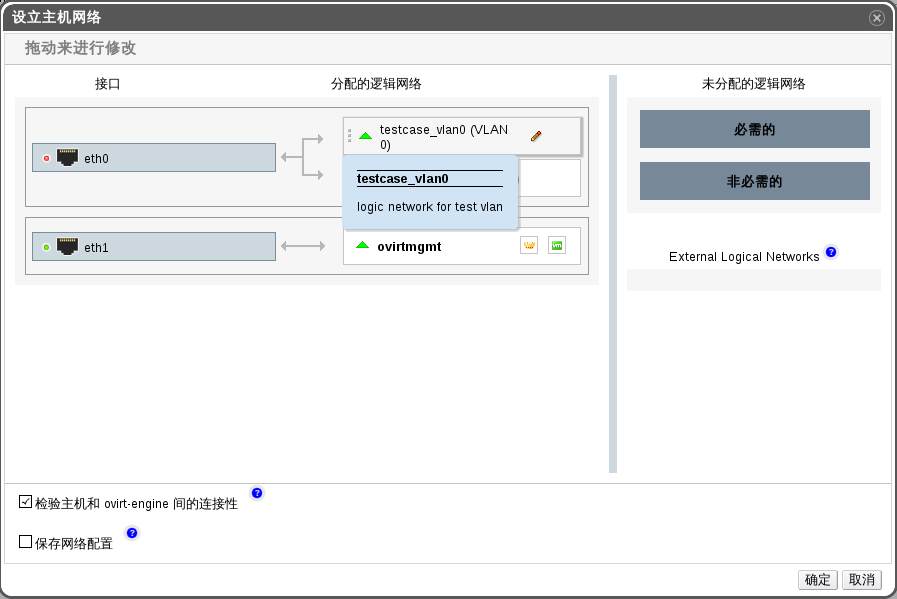 设立主机网络
拖动来进行修改
接口
分配的逻辑网络
未分配的逻辑网络
testcase_vlan0 (VLAN
0)
eth0
testcase_vlan0
logic network for test vlan
eth1
ovirtmgmt
vm
必需的
非必需的
External Logical Networks
?
检验主机和 ovirt-engine 间的连接性
?
保存网络配置
?
确定
取消